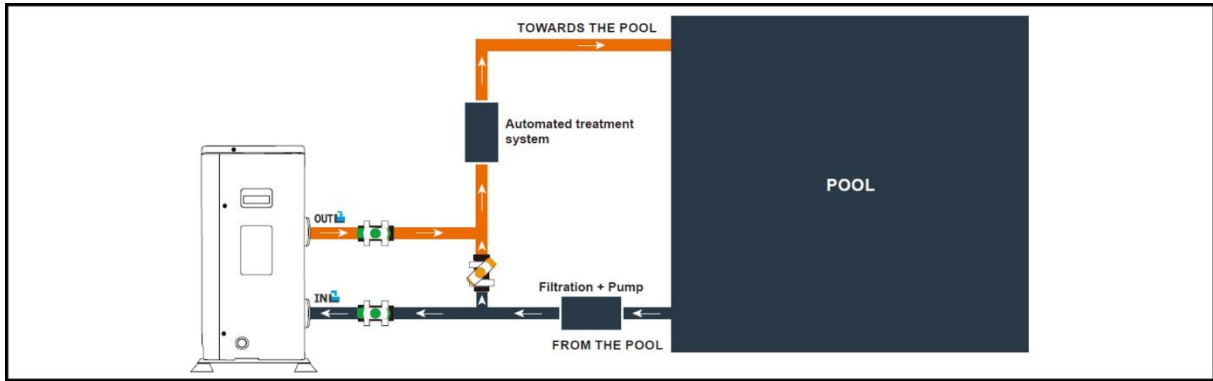 TOWARDS THE POOL
Automated treatment
system
POOL
OUT
IN
Filtration + Pump
FROM THE POOL